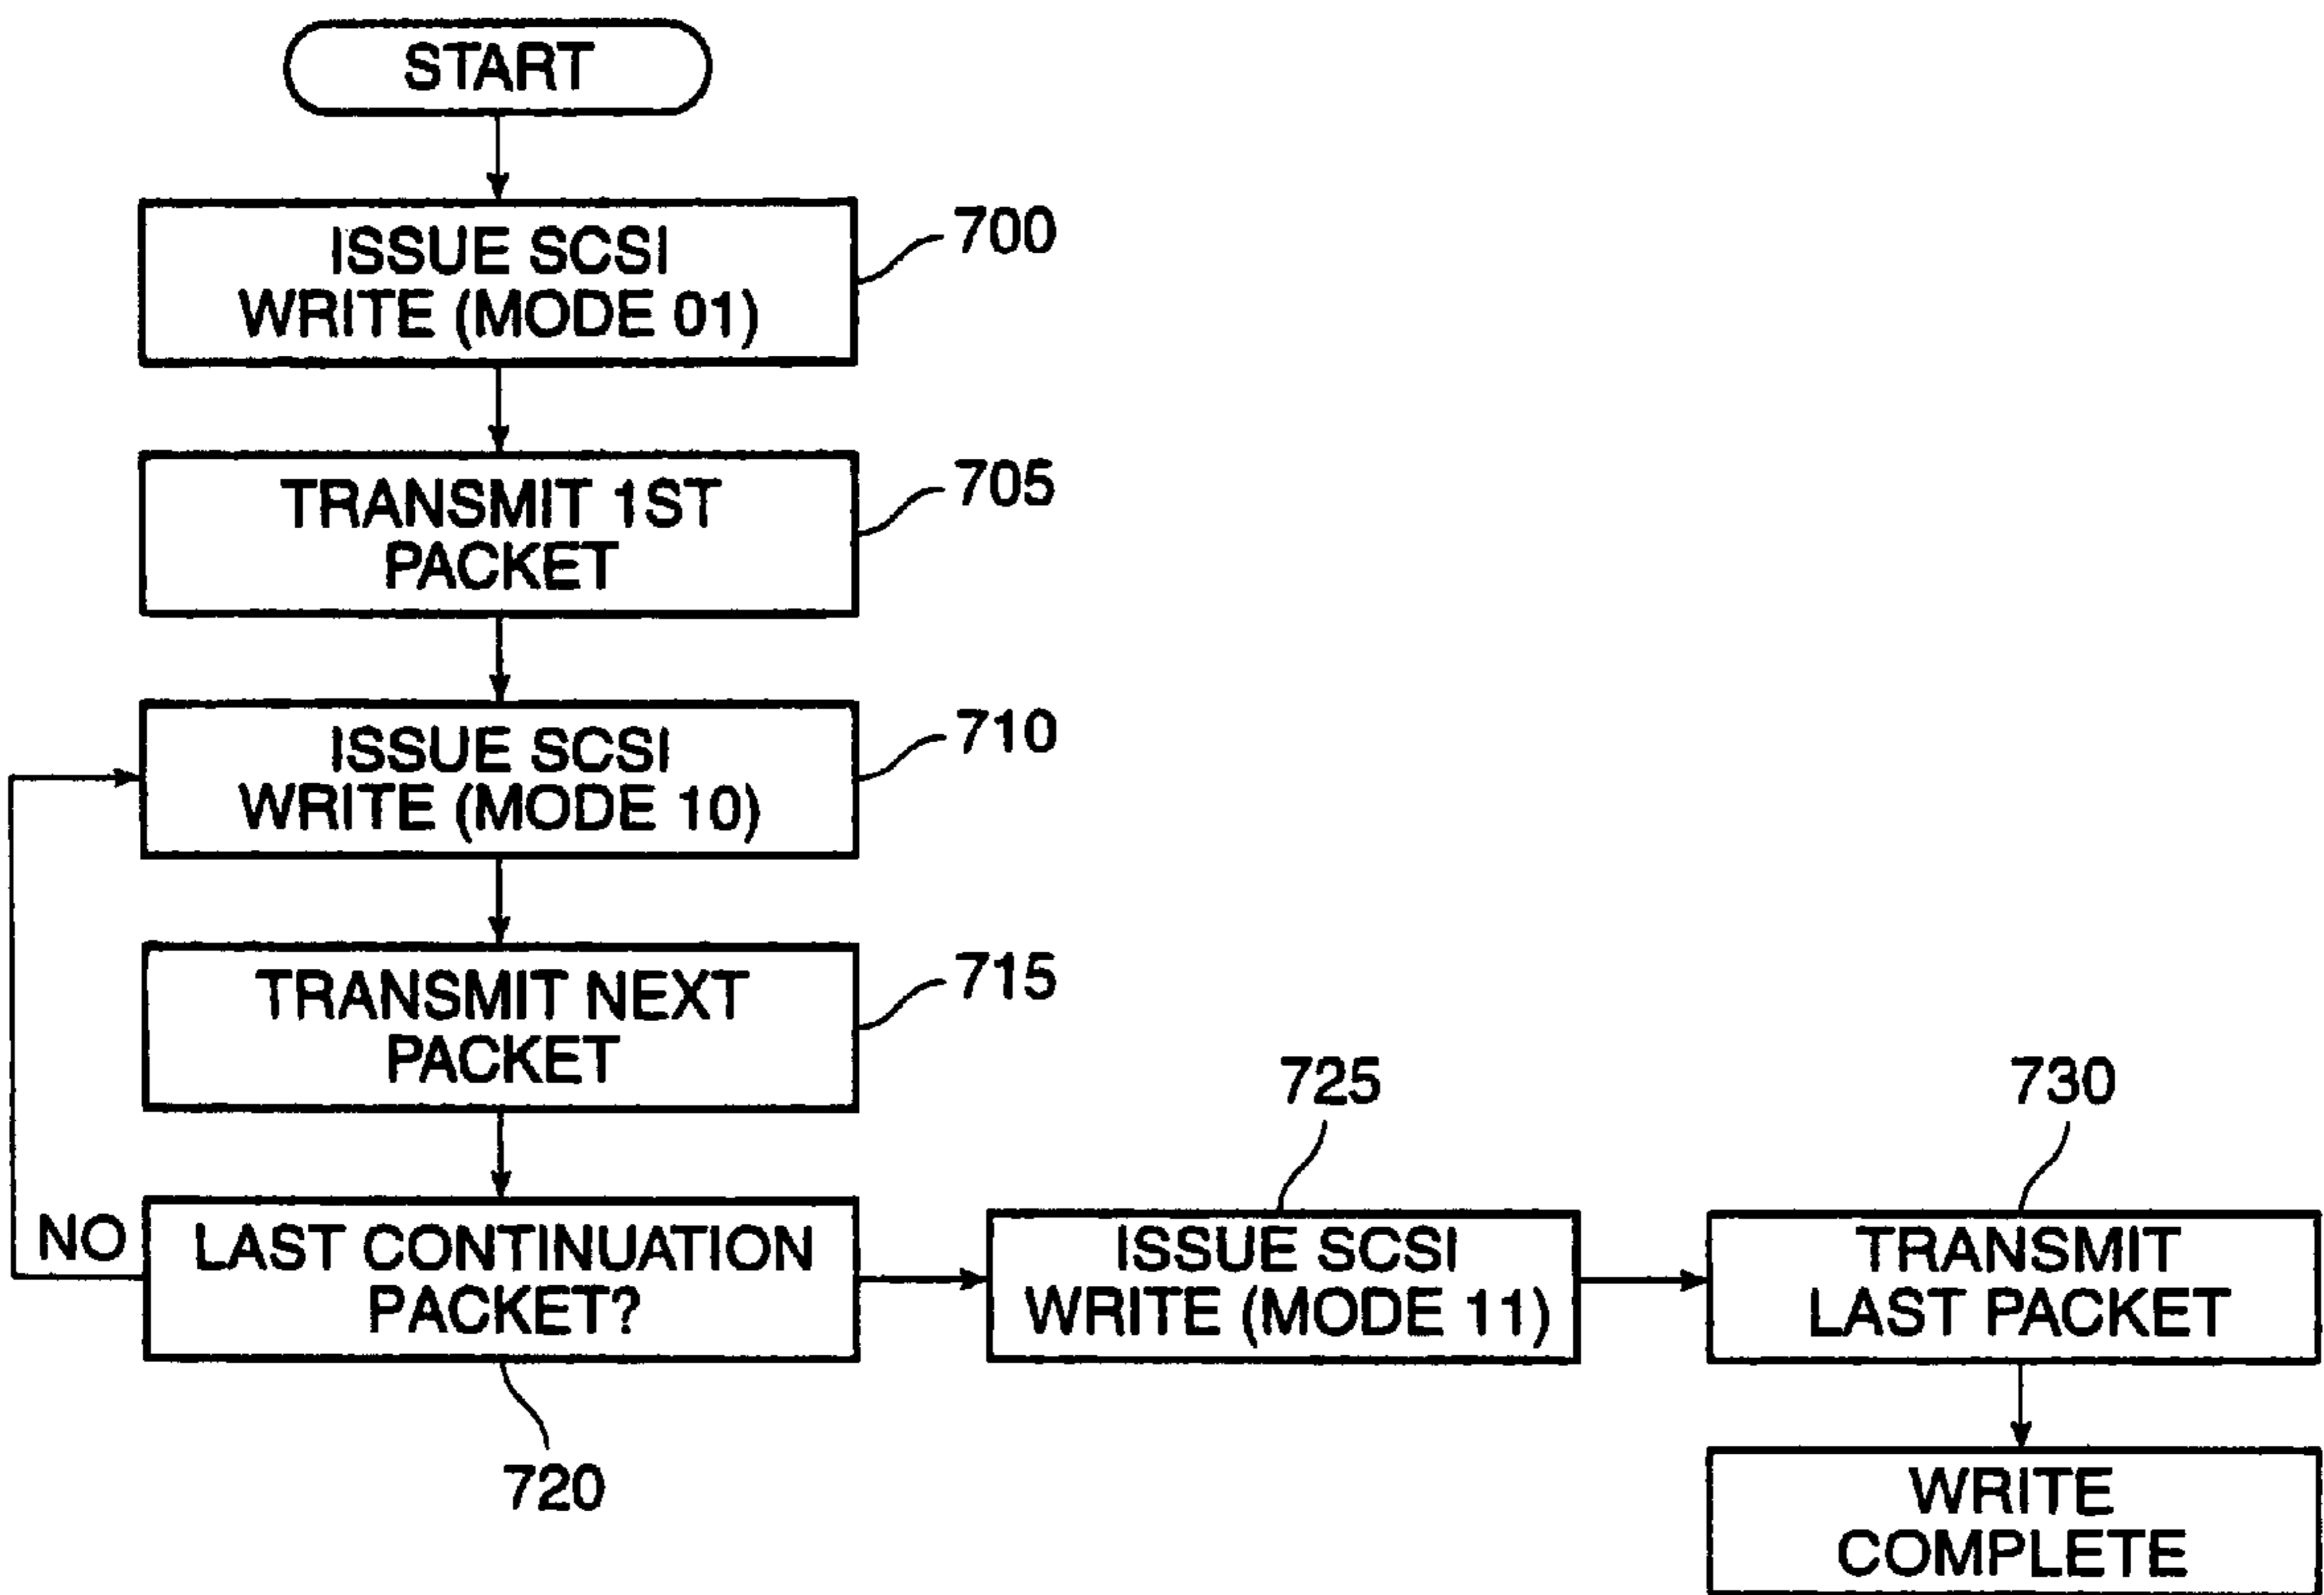 START
ISSUE SCSI
WRITE (MODE 01)
700
TRANSMIT 1ST
PACKET
705
ISSUE SCSI
WRITE (MODE 10)
710
TRANSMIT NEXT
PACKET
715
NO
LAST CONTINUATION
PACKET?
720
725
ISSUE SCSI
WRITE (MODE 11)
730
TRANSMIT
LAST PACKET
WRITE
COMPLETE